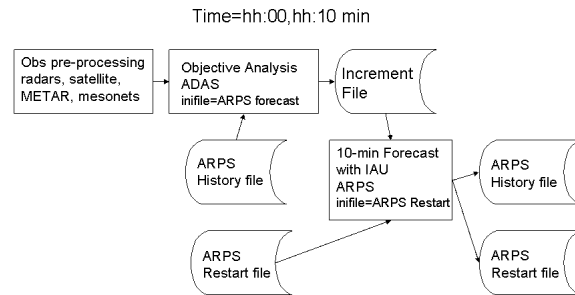 Time=hh:00,hh:10 min
Obs pre-processing
radars, satellite,
METAR, mesonets
Objective Analysis
ADAS
inifile=ARPS forecast
Increment
File
ARPS
History file
10-min Forecast
with IAU
ARPS
inifile=ARPS Restart
ARPS
History file
ARPS
Restart file
ARPS
Restart file